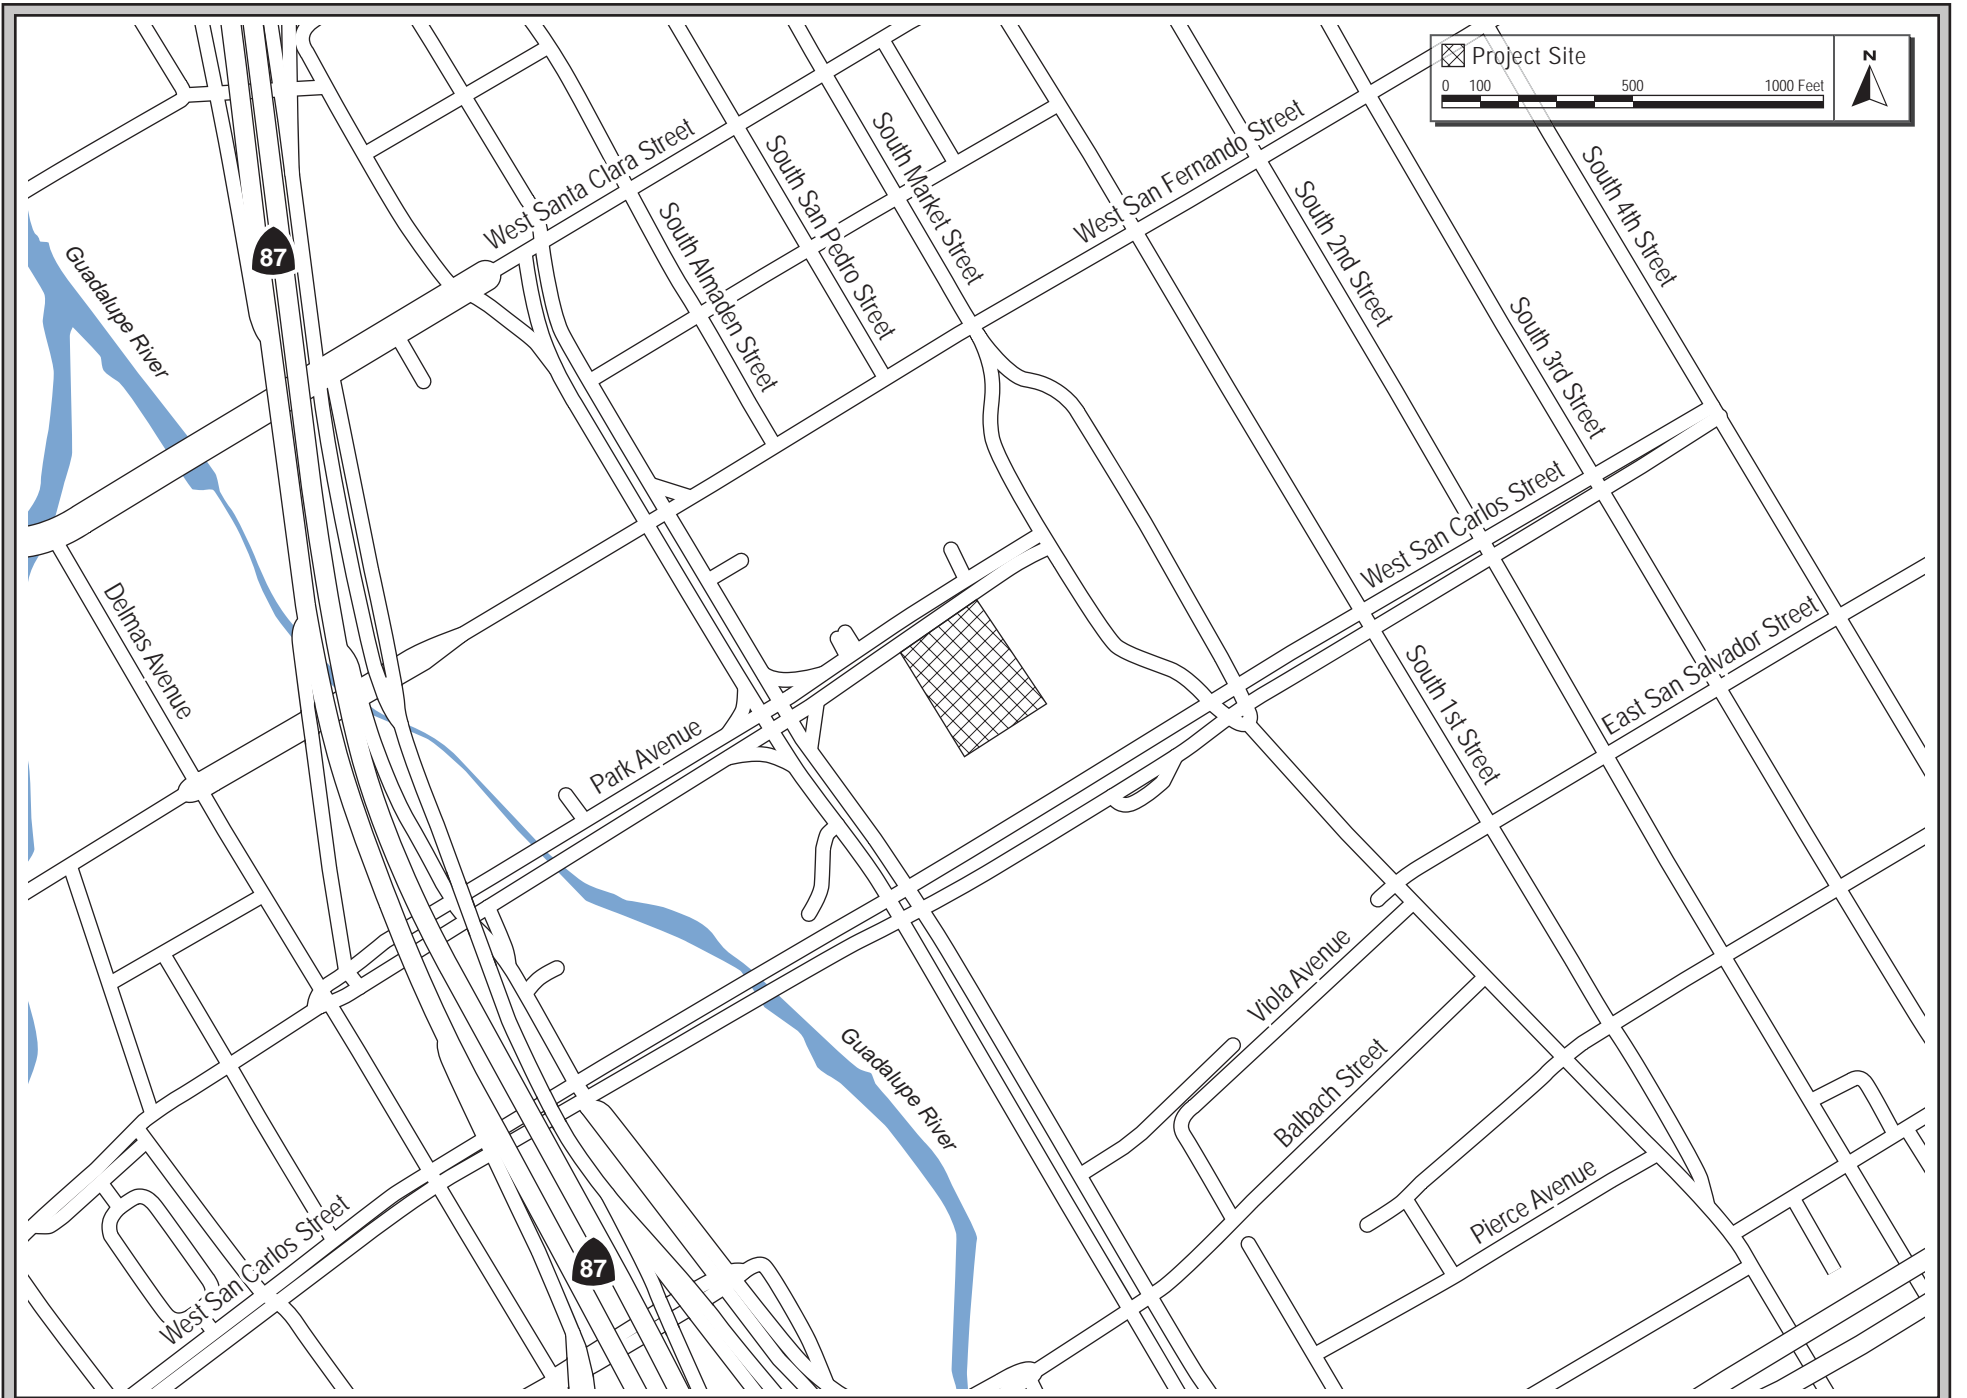 Project Site
N
0 100 500 1000 Feet
West Santa Clara Street
South San Pedro Street
South Market Street
West San Fernando Street
South 2nd Street
South 4th Street
South Almaden Street
87
Guadalupe River
South 3rd Street
West San Carlos Street
Delmas Avenue
Park Avenue
South 1st Street
East San Salvador Street
Viola Avenue
Balbach Street
Guadalupe River
Pierce Avenue
West San Carlos Street
87